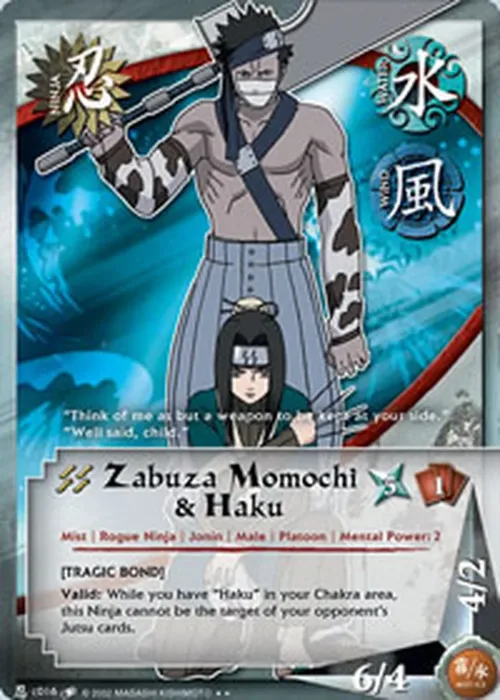 NINJA 忍
WATER 水
WIND 風
"Think of me as but a weapon to be kept at your side."
"Well said, child."
Zabuza Momochi
& Haku
5
1
Mist | Rogue Ninja | Jonin | Male | Platoon | Mental Power: 2
[TRAGIC BOND]
Valid: While you have "Haku" in your Chakra area,
this Ninja cannot be the target of your opponent's
Jutsu cards.
4/2
6/4
© 2002 MASASHI KISHIMOTO